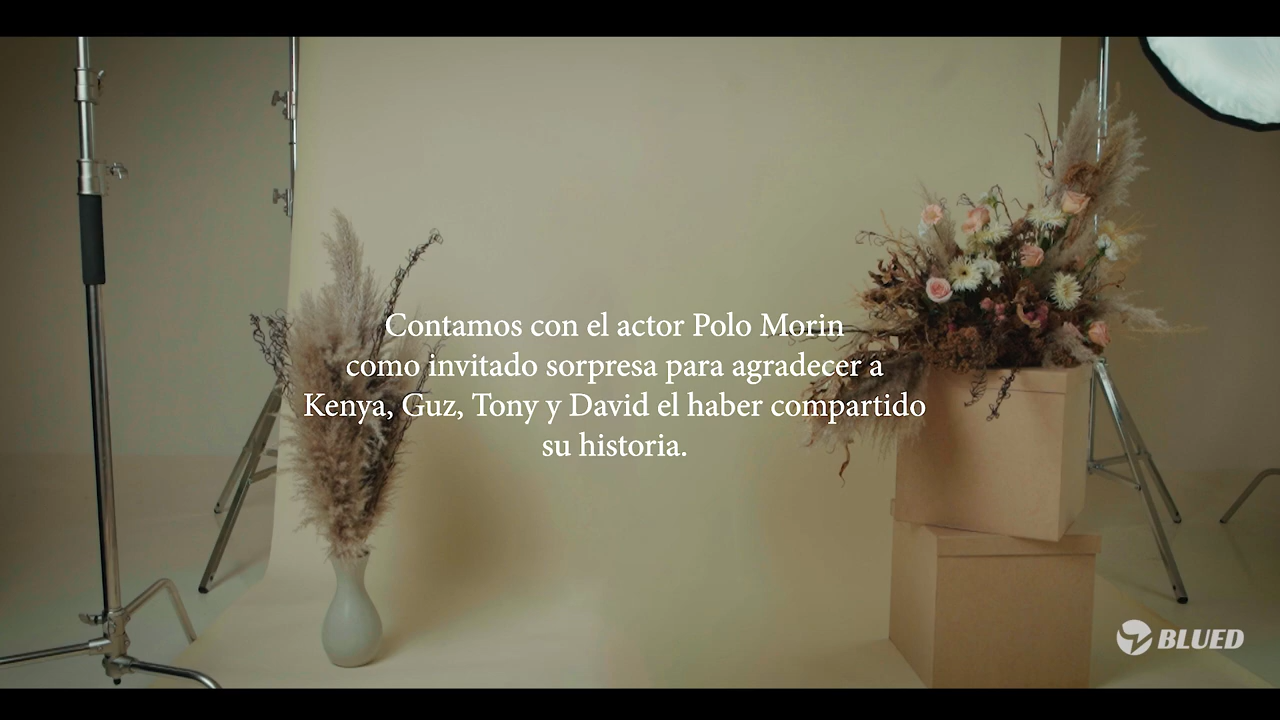 Contamos con el actor Polo Morin
como invitado sorpresa para agradecer a
Kenya, Guz, Tony y David el haber compartido
su historia.
BLUED